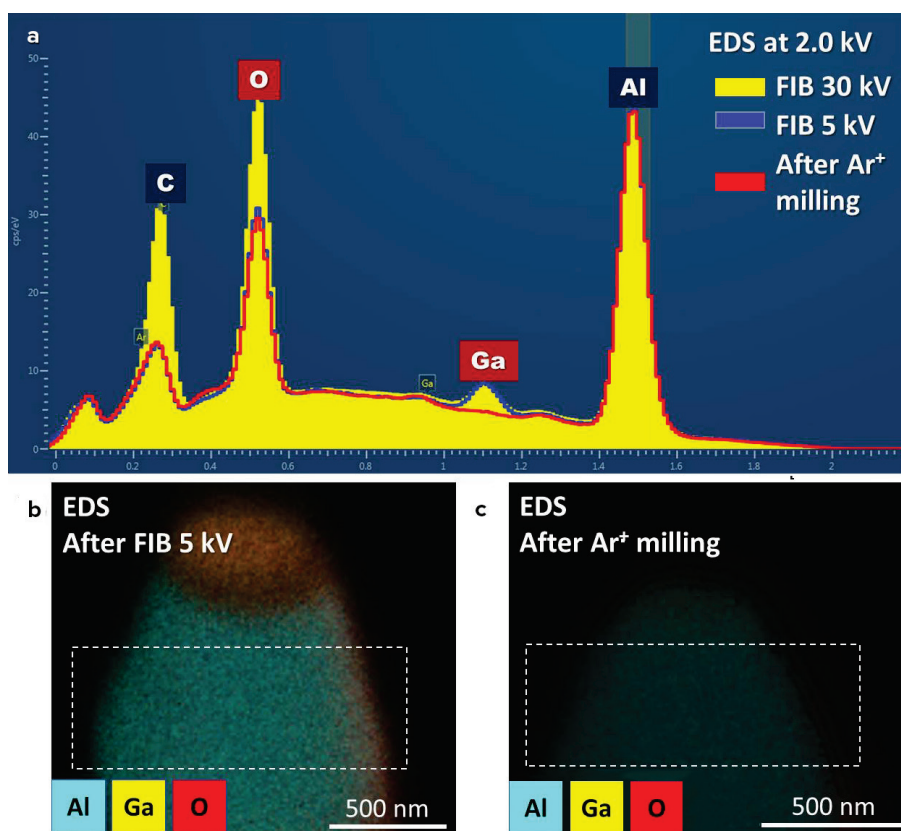 a
EDS at 2.0 kV
FIB 30 kV
FIB 5 kV
After Ar⁺
milling
C
O
Ga
Al
Ar
Ga
cps/eV
50
40
30
20
10
0
0 0.2 0.4 0.6 0.8 1 1.2 1.4 1.6 1.8 2
b
EDS
After FIB 5 kV
Al Ga O
500 nm
c
EDS
After Ar⁺ milling
Al Ga O
500 nm